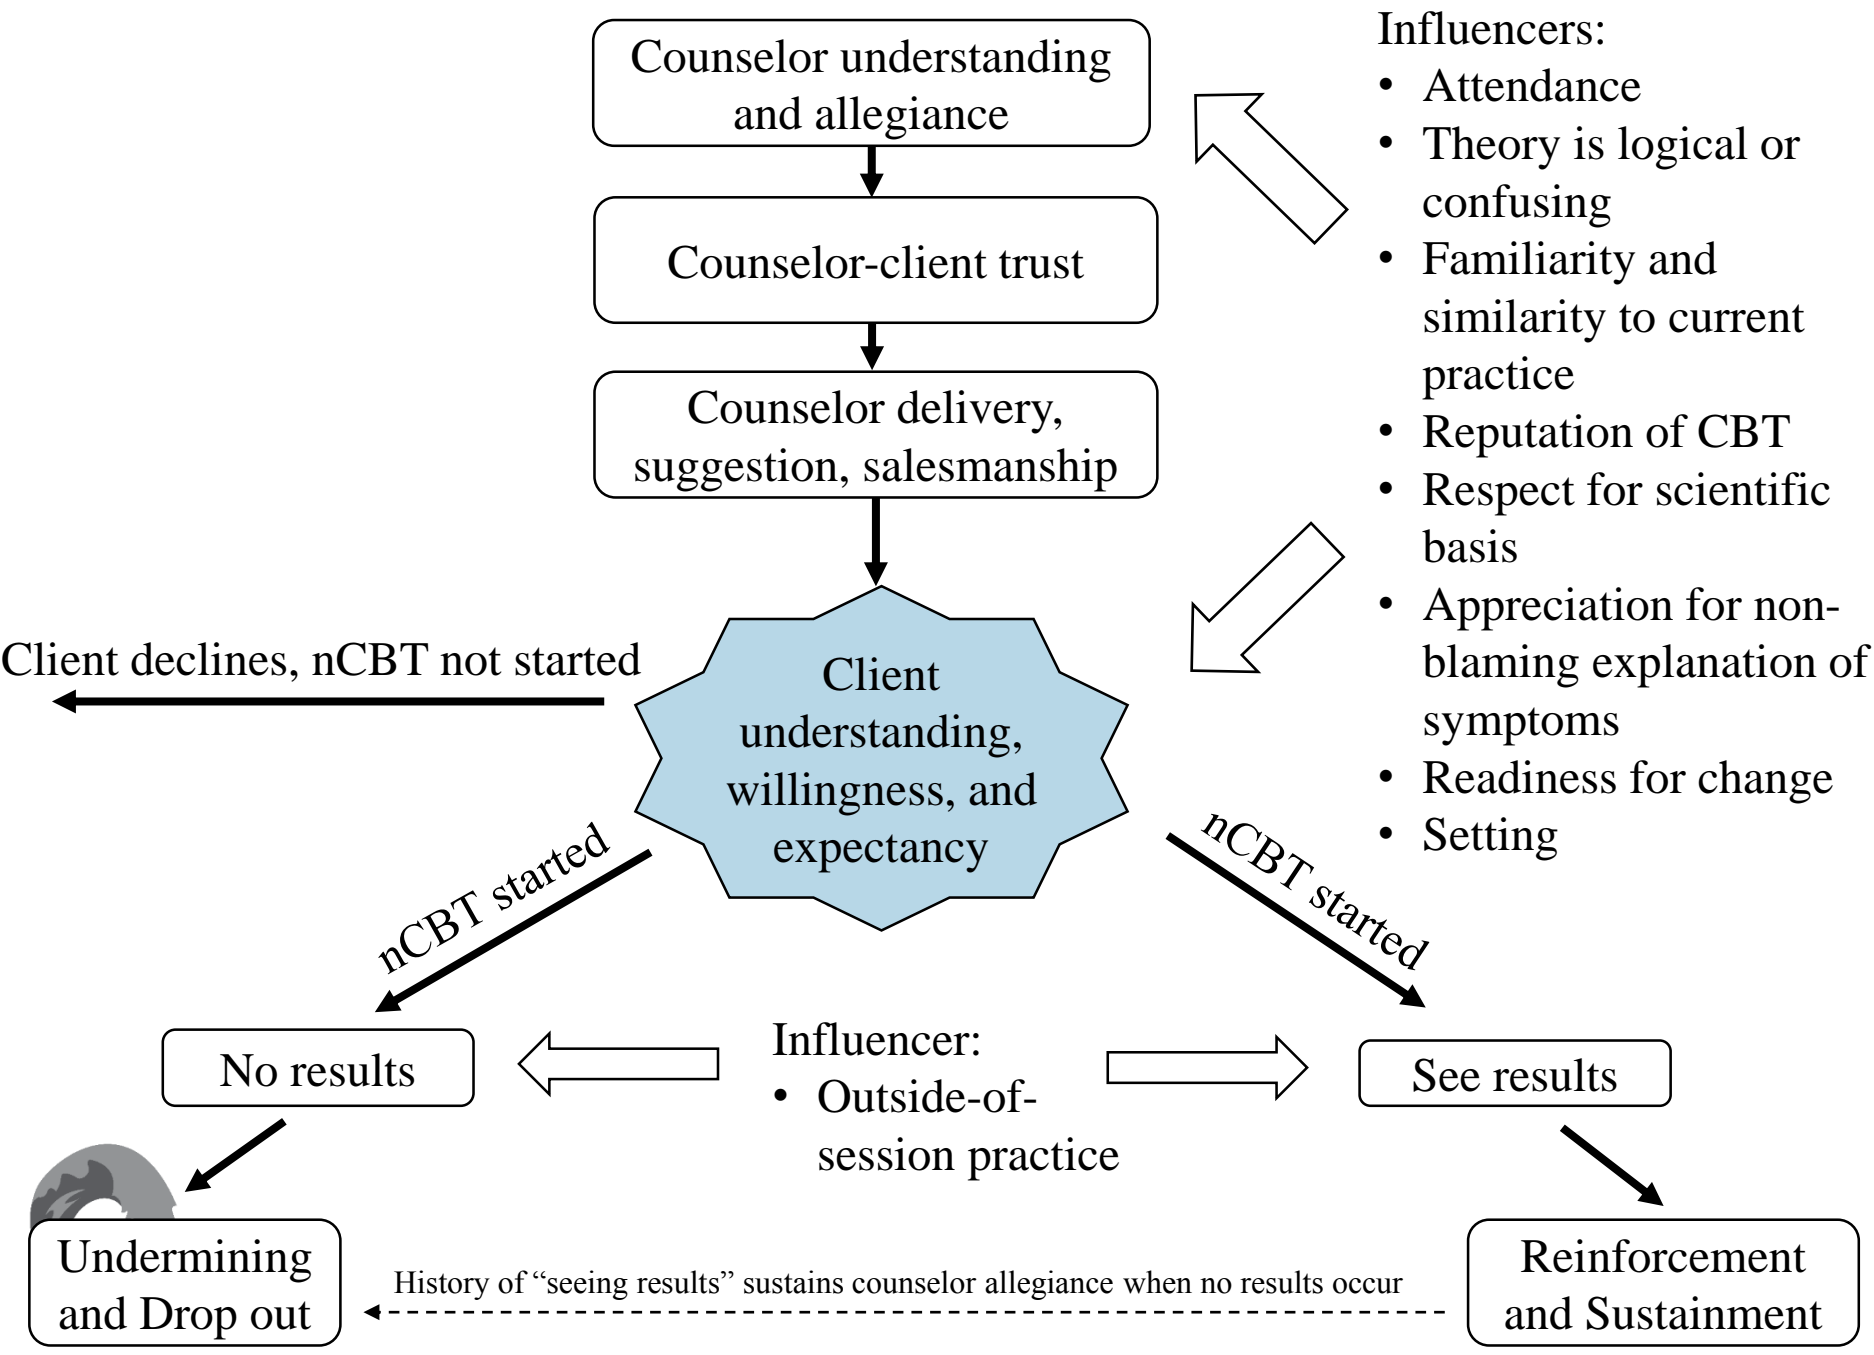 Counselor understanding
and allegiance
Counselor-client trust
Counselor delivery,
suggestion, salesmanship
Influencers:
• Attendance
• Theory is logical or
confusing
• Familiarity and
similarity to current
practice
• Reputation of CBT
• Respect for scientific
basis
• Appreciation for non-
blaming explanation of
symptoms
• Readiness for change
• Setting
Client declines, nCBT not started
Client
understanding,
willingness, and
expectancy
nCBT started
nCBT started
No results
Influencer:
• Outside-of-
session practice
See results
Undermining
and Drop out
History of “seeing results” sustains counselor allegiance when no results occur
Reinforcement
and Sustainment